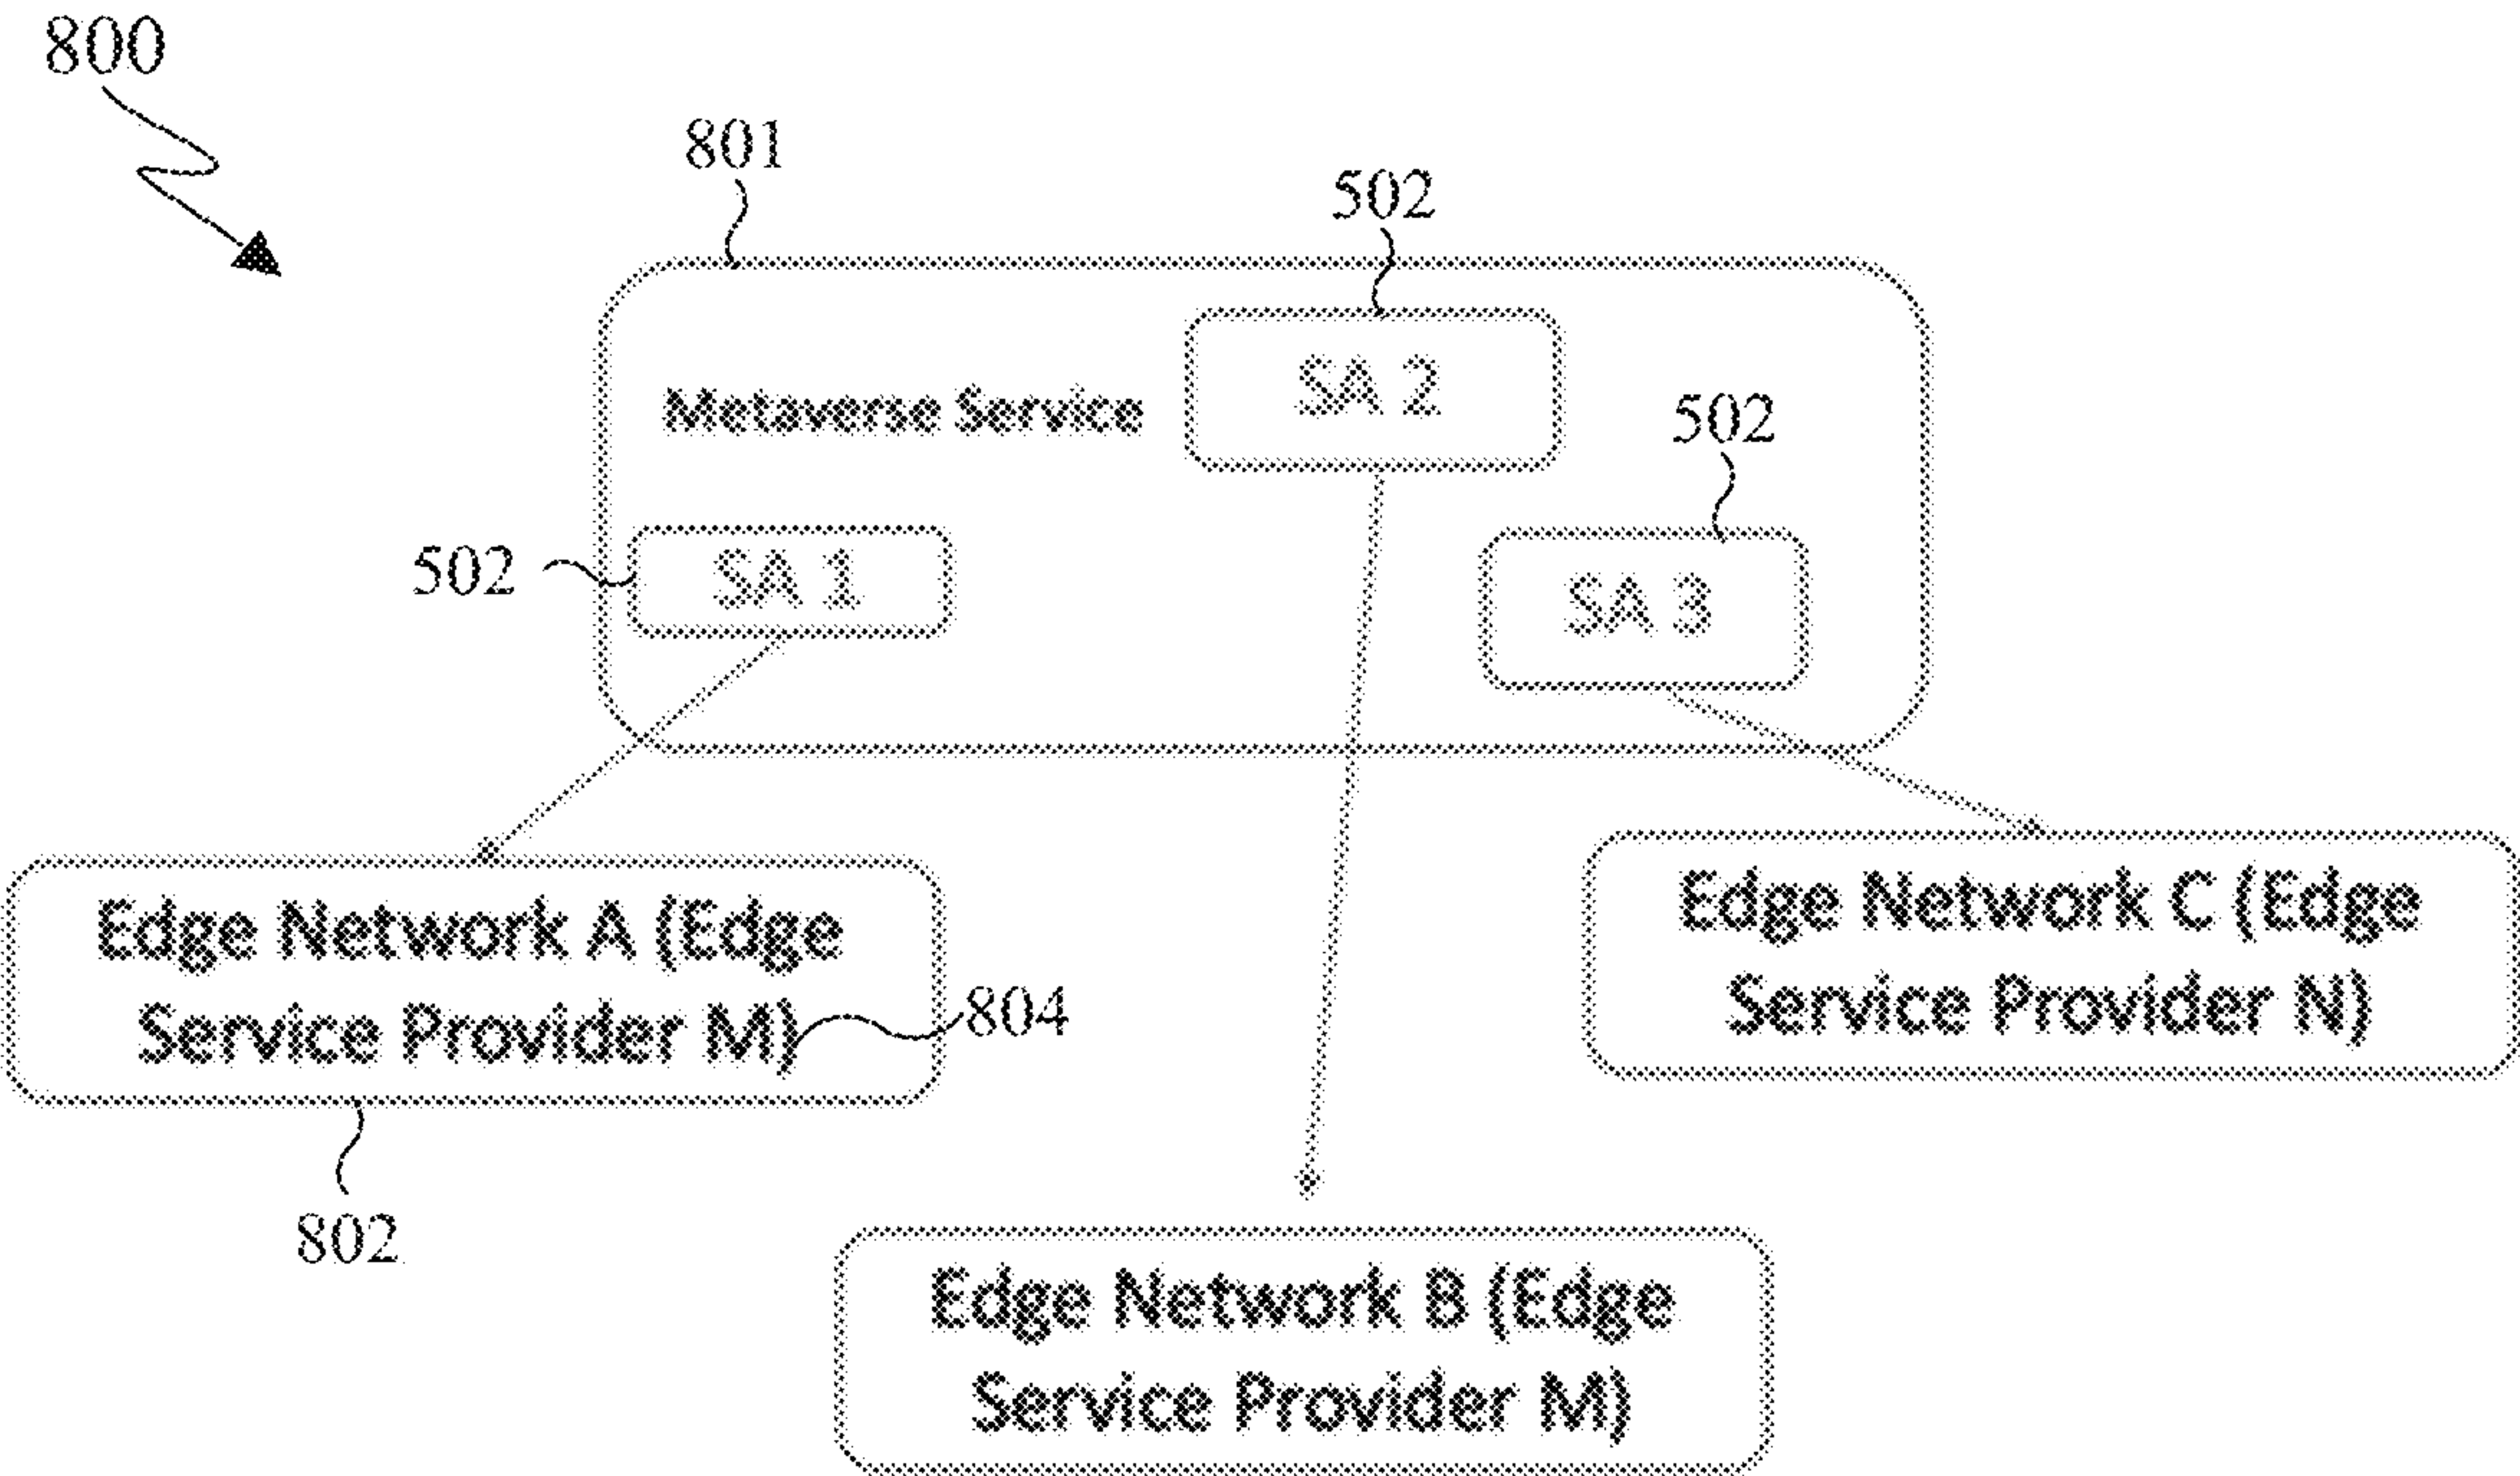 800
801
502
SA 2
Metaverse Service
502
502
SA 1
SA 3
Edge Network A (Edge
Service Provider M)
804
802
Edge Network C (Edge
Service Provider N)
Edge Network B (Edge
Service Provider M)